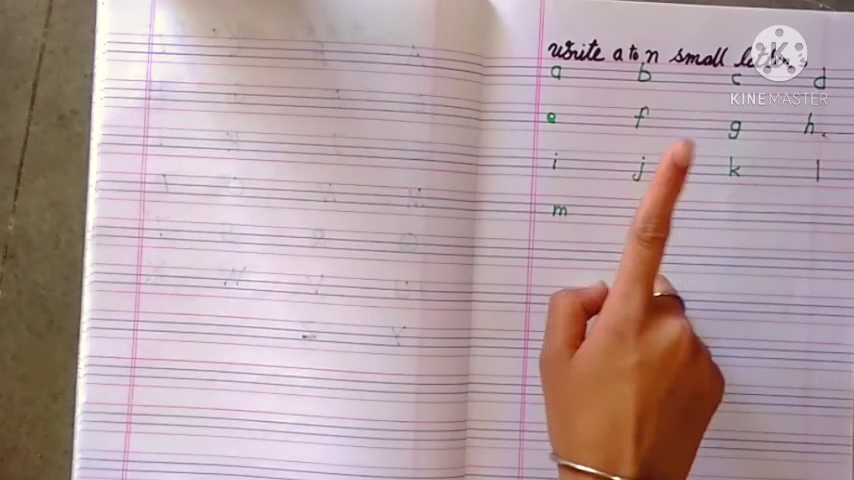 write a to n small letters
a b c d
e f g h
i j k l
m
KINEMASTER